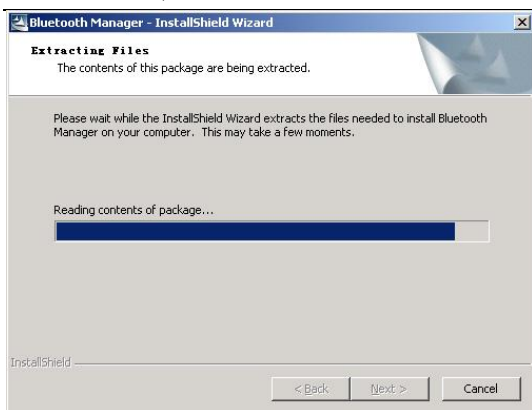 Bluetooth Manager - InstallShield Wizard
Extracting Files
The contents of this package are being extracted.
Please wait while the InstallShield Wizard extracts the files needed to install Bluetooth
Manager on your computer. This may take a few moments.
Reading contents of package...
InstallShield
< Back Next > Cancel